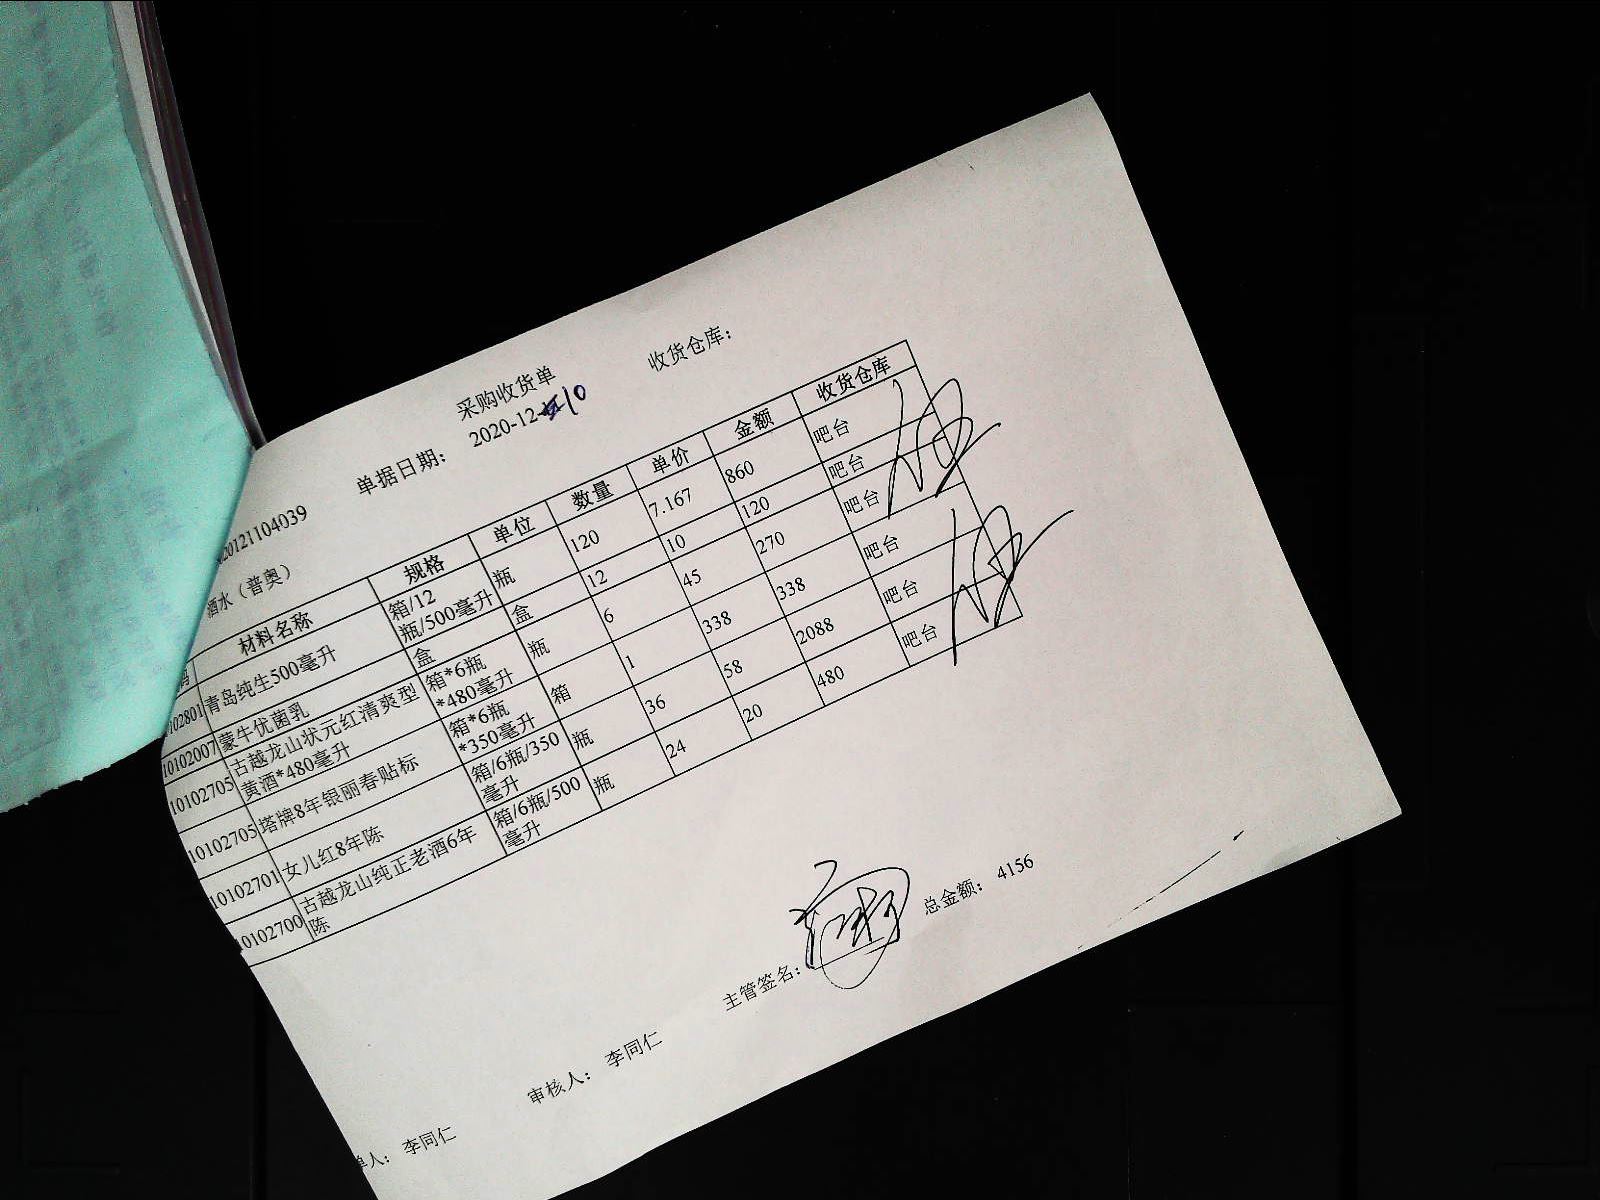 采购收货单
收货仓库：
单据日期： 2020-12-10
20121104039
酒水（普奥）
材料名称 规格 单位 数量 单价 金额 收货仓库
102801 青岛纯生500毫升 箱/12瓶/500毫升 瓶 120 7.167 860 吧台
10102007 蒙牛优菌乳 盒 盒 12 10 120 吧台
10102705 古越龙山状元红清爽型黄酒*480毫升 箱*6瓶*480毫升 瓶 6 45 270 吧台
10102705 塔牌8年银丽春贴标 箱*6瓶*350毫升 箱 1 338 338 吧台
10102701 女儿红8年陈 箱/6瓶/350毫升 瓶 36 58 2088 吧台
10102700 古越龙山纯正老酒6年陈 箱/6瓶/500毫升 瓶 24 20 480 吧台
总金额： 4156
主管签名：
审核人： 李同仁
单人： 李同仁